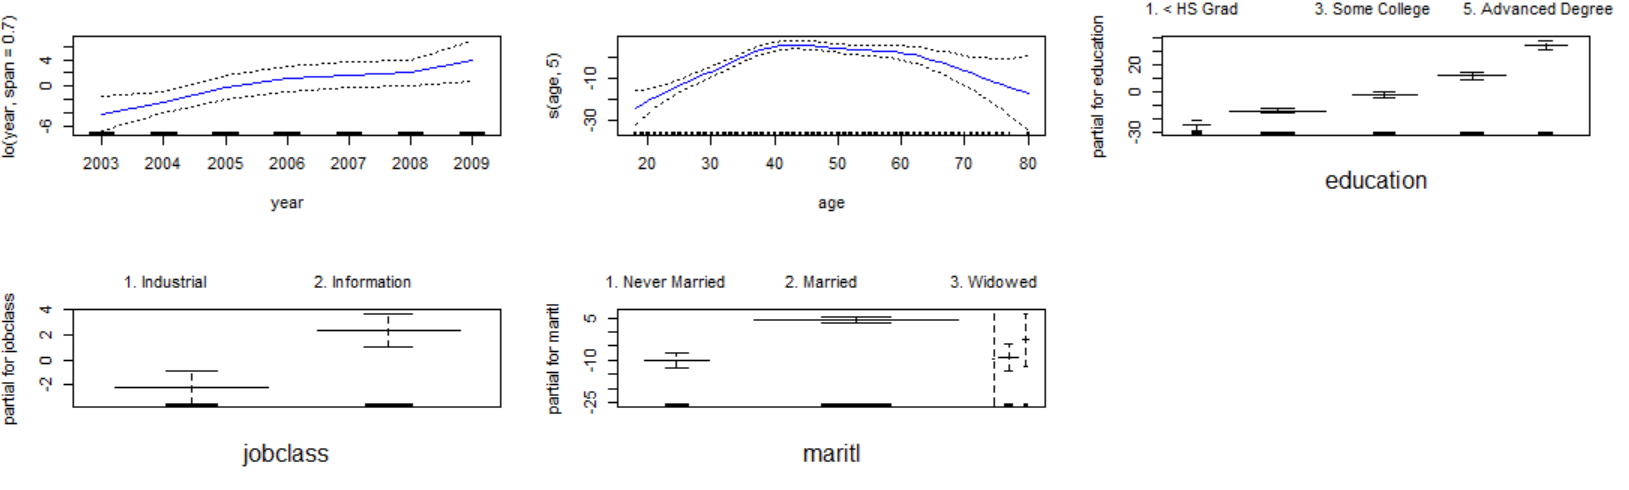 lo(year, span = 0.7)
4
0
-6
2003 2004 2005 2006 2007 2008 2009
year
s(age, 5)
-10
-30
20 30 40 50 60 70 80
age
1. < HS Grad 3. Some College 5. Advanced Degree
partial for education
20
0
-30
education
1. Industrial 2. Information
partial for jobclass
4
2
0
-2
jobclass
1. Never Married 2. Married 3. Widowed
partial for maritl
5
-10
-25
maritl